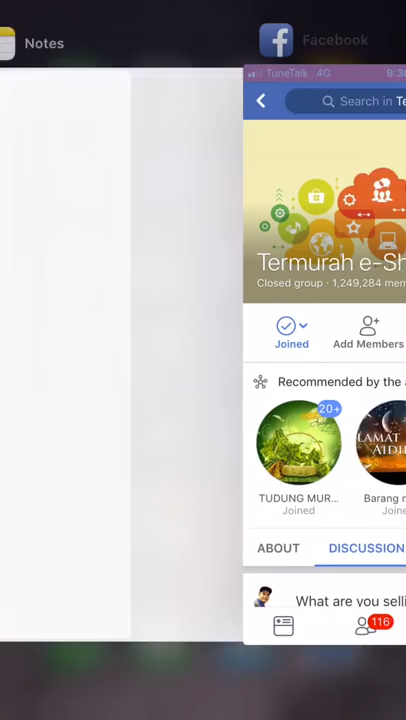 Notes
Facebook
TuneTalk 4G
Search in
Termurah e-Sh
Closed group · 1,249,284 mem
Joined
Add Members
Recommended by the a
20+
TUDUNG MUR...
Joined
Barang m
Joine
ABOUT
DISCUSSION
What are you selli
116